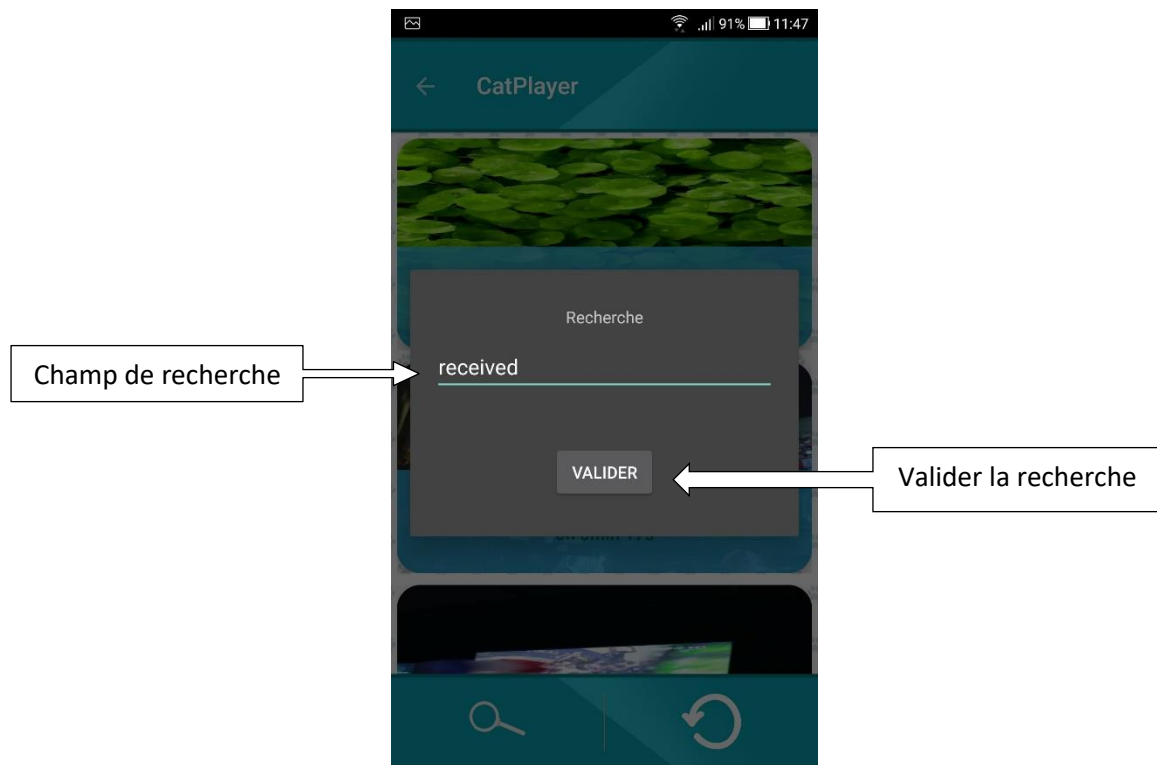 91% 11:47
CatPlayer
Recherche
Champ de recherche
received
VALIDER
Valider la recherche